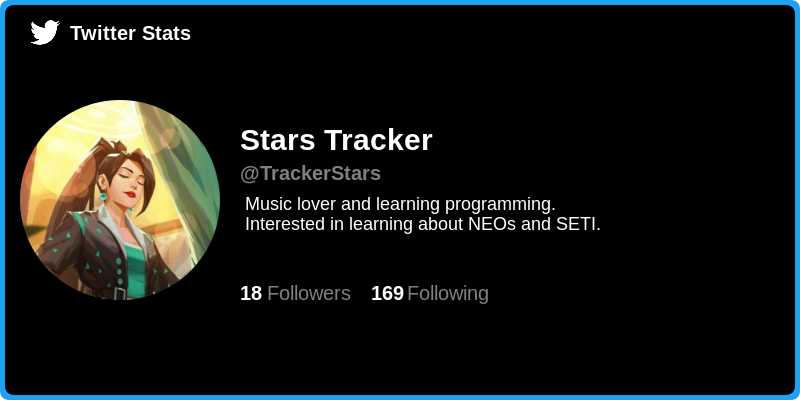 Twitter Stats
Stars Tracker
@TrackerStars
Music lover and learning programming.
Interested in learning about NEOs and SETI.
18 Followers 169 Following